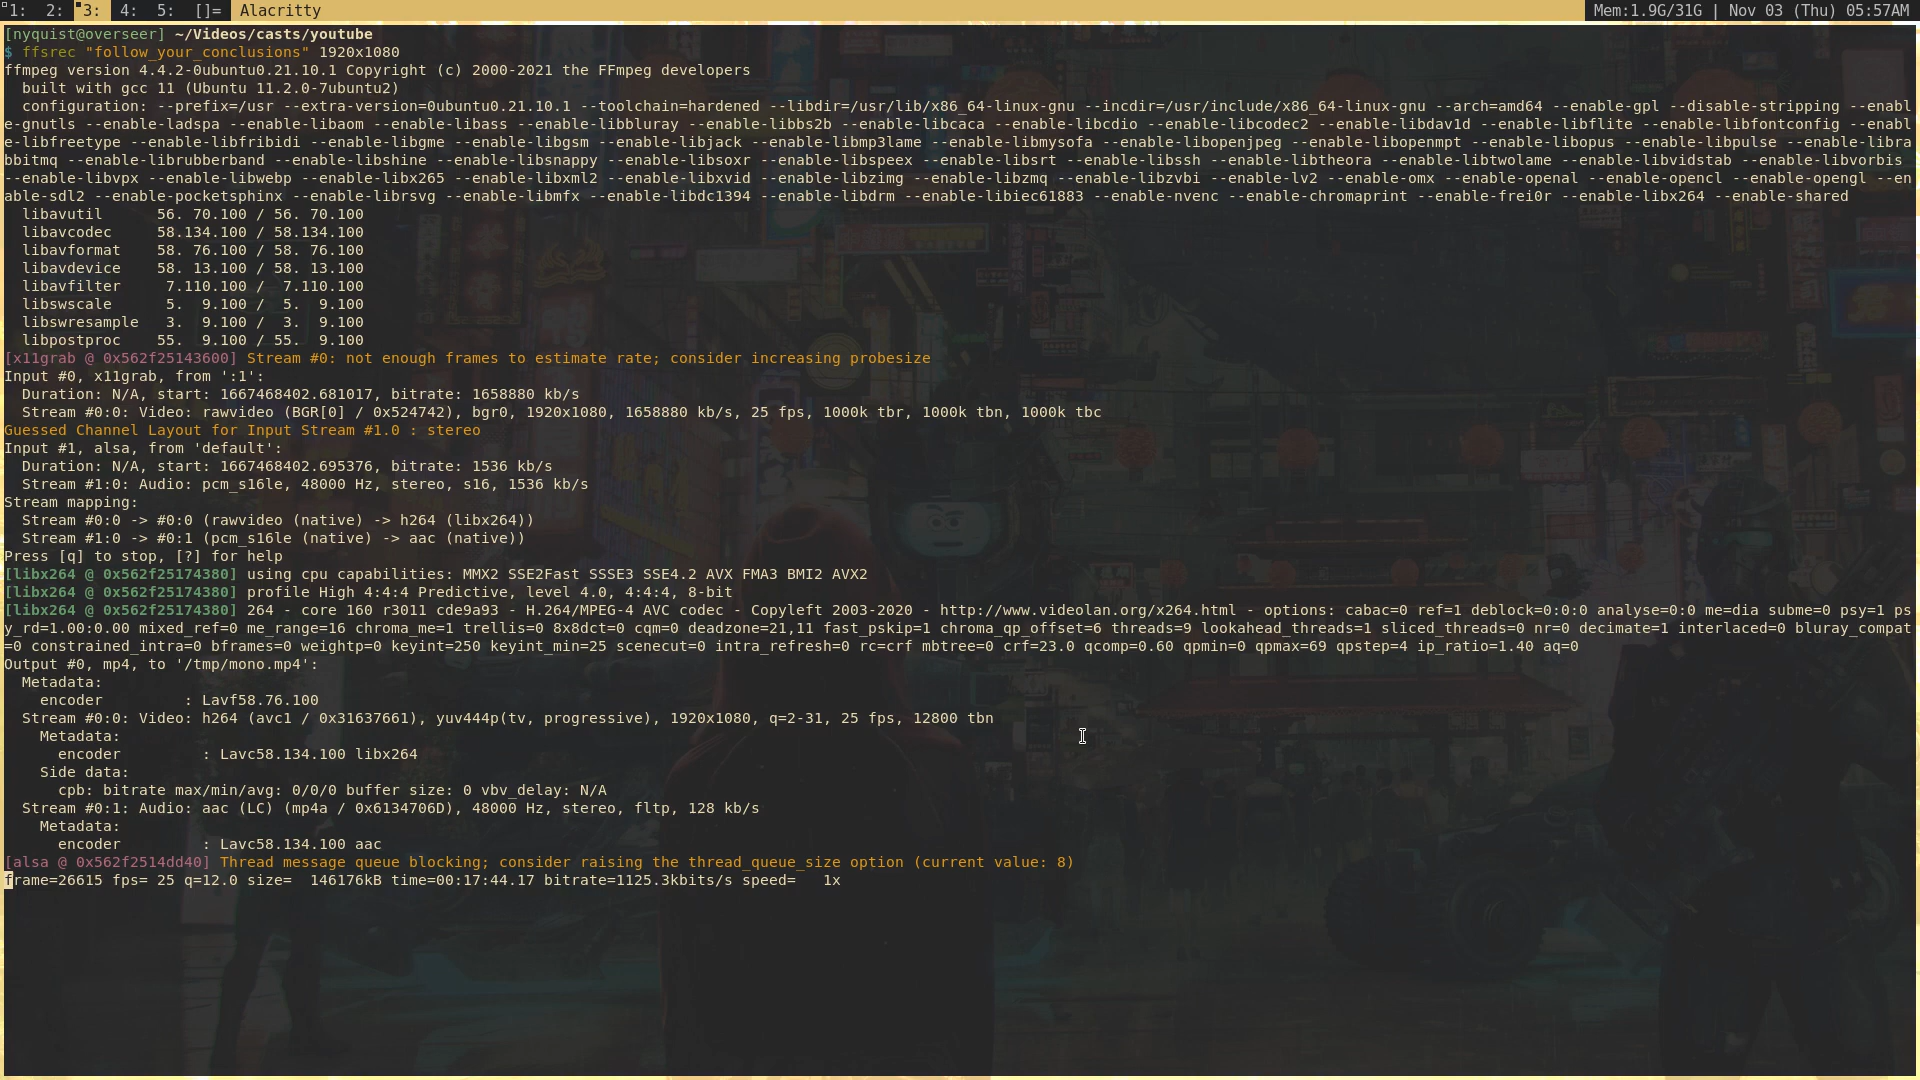 1: 2: 3: 4: 5: []= Alacritty Mem:1.9G/31G | Nov 03 (Thu) 05:57AM
[nyquist@overseer] ~/Videos/casts/youtube
$ ffsrec "follow_your_conclusions" 1920x1080
ffmpeg version 4.4.2-0ubuntu0.21.10.1 Copyright (c) 2000-2021 the FFmpeg developers
  built with gcc 11 (Ubuntu 11.2.0-7ubuntu2)
  configuration: --prefix=/usr --extra-version=0ubuntu0.21.10.1 --toolchain=hardened --libdir=/usr/lib/x86_64-linux-gnu --incdir=/usr/include/x86_64-linux-gnu --arch=amd64 --enable-gpl --disable-stripping --enabl
e-gnutls --enable-ladspa --enable-libaom --enable-libass --enable-libbluray --enable-libbs2b --enable-libcaca --enable-libcdio --enable-libcodec2 --enable-libdav1d --enable-libflite --enable-libfontconfig --enabl
e-libfreetype --enable-libfribidi --enable-libgme --enable-libgsm --enable-libjack --enable-libmp3lame --enable-libmysofa --enable-libopenjpeg --enable-libopenmpt --enable-libopus --enable-libpulse --enable-libra
bbitmq --enable-librubberband --enable-libshine --enable-libsnappy --enable-libsoxr --enable-libspeex --enable-libsrt --enable-libssh --enable-libtheora --enable-libtwolame --enable-libvidstab --enable-libvorbis 
--enable-libvpx --enable-libwebp --enable-libx265 --enable-libxml2 --enable-libxvid --enable-libzimg --enable-libzmq --enable-libzvbi --enable-lv2 --enable-omx --enable-openal --enable-opencl --enable-opengl --en
able-sdl2 --enable-pocketsphinx --enable-librsvg --enable-libmfx --enable-libdc1394 --enable-libdrm --enable-libiec61883 --enable-nvenc --enable-chromaprint --enable-frei0r --enable-libx264 --enable-shared
  libavutil      56. 70.100 / 56. 70.100
  libavcodec     58.134.100 / 58.134.100
  libavformat    58. 76.100 / 58. 76.100
  libavdevice    58. 13.100 / 58. 13.100
  libavfilter     7.110.100 /  7.110.100
  libswscale      5.  9.100 /  5.  9.100
  libswresample   3.  9.100 /  3.  9.100
  libpostproc    55.  9.100 / 55.  9.100
[x11grab @ 0x562f25143600] Stream #0: not enough frames to estimate rate; consider increasing probesize
Input #0, x11grab, from ':1':
  Duration: N/A, start: 1667468402.681017, bitrate: 1658880 kb/s
  Stream #0:0: Video: rawvideo (BGR[0] / 0x524742), bgr0, 1920x1080, 1658880 kb/s, 25 fps, 1000k tbr, 1000k tbn, 1000k tbc
Guessed Channel Layout for Input Stream #1.0 : stereo
Input #1, alsa, from 'default':
  Duration: N/A, start: 1667468402.695376, bitrate: 1536 kb/s
  Stream #1:0: Audio: pcm_s16le, 48000 Hz, stereo, s16, 1536 kb/s
Stream mapping:
  Stream #0:0 -> #0:0 (rawvideo (native) -> h264 (libx264))
  Stream #1:0 -> #0:1 (pcm_s16le (native) -> aac (native))
Press [q] to stop, [?] for help
[libx264 @ 0x562f25174380] using cpu capabilities: MMX2 SSE2Fast SSSE3 SSE4.2 AVX FMA3 BMI2 AVX2
[libx264 @ 0x562f25174380] profile High 4:4:4 Predictive, level 4.0, 4:4:4, 8-bit
[libx264 @ 0x562f25174380] 264 - core 160 r3011 cde9a93 - H.264/MPEG-4 AVC codec - Copyleft 2003-2020 - http://www.videolan.org/x264.html - options: cabac=0 ref=1 deblock=0:0:0 analyse=0:0 me=dia subme=0 psy=1 ps
y_rd=1.00:0.00 mixed_ref=0 me_range=16 chroma_me=1 trellis=0 8x8dct=0 cqm=0 deadzone=21,11 fast_pskip=1 chroma_qp_offset=6 threads=9 lookahead_threads=1 sliced_threads=0 nr=0 decimate=1 interlaced=0 bluray_compat
=0 constrained_intra=0 bframes=0 weightp=0 keyint=250 keyint_min=25 scenecut=0 intra_refresh=0 rc=crf mbtree=0 crf=23.0 qcomp=0.60 qpmin=0 qpmax=69 qpstep=4 ip_ratio=1.40 aq=0
Output #0, mp4, to '/tmp/mono.mp4':
  Metadata:
    encoder         : Lavf58.76.100
  Stream #0:0: Video: h264 (avc1 / 0x31637661), yuv444p(tv, progressive), 1920x1080, q=2-31, 25 fps, 12800 tbn
    Metadata:
      encoder         : Lavc58.134.100 libx264
    Side data:
      cpb: bitrate max/min/avg: 0/0/0 buffer size: 0 vbv_delay: N/A
  Stream #0:1: Audio: aac (LC) (mp4a / 0x6134706D), 48000 Hz, stereo, fltp, 128 kb/s
    Metadata:
      encoder         : Lavc58.134.100 aac
[alsa @ 0x562f2514dd40] Thread message queue blocking; consider raising the thread_queue_size option (current value: 8)
frame=26615 fps= 25 q=12.0 size=  146176kB time=00:17:44.17 bitrate=1125.3kbits/s speed=   1x